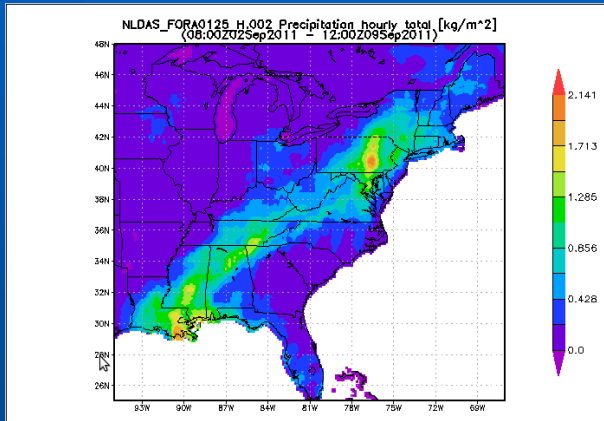 NLDAS_FORA0125_H.002 Precipitation hourly total [kg/m^2]
(08:00Z02Sep2011 – 12:00Z09Sep2011)
48N
46N
44N
42N
40N
38N
36N
34N
32N
30N
28N
26N
93W 90W 87W 84W 81W 78W 75W 72W 69W
2.141
1.713
1.285
0.856
0.428
0.0